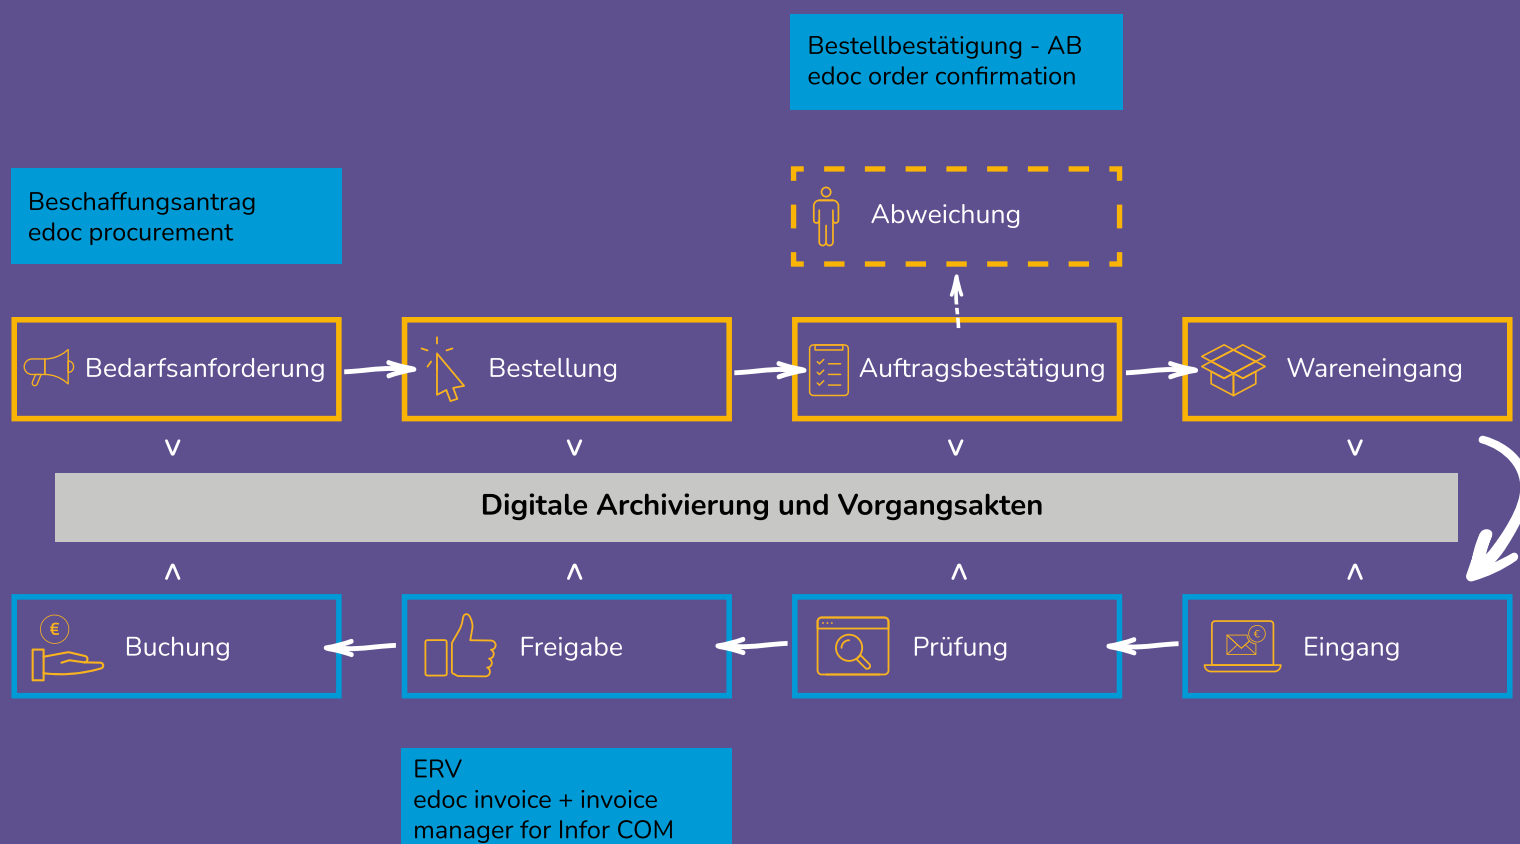 Bestellbestätigung - AB
edoc order confirmation
Beschaffungsantrag
edoc procurement
Abweichung
Bedarfsanforderung
Bestellung
Auftragsbestätigung
Wareneingang
Digitale Archivierung und Vorgangsakten
€
Buchung
Freigabe
Prüfung
€
Eingang
ERV
edoc invoice + invoice
manager for Infor COM